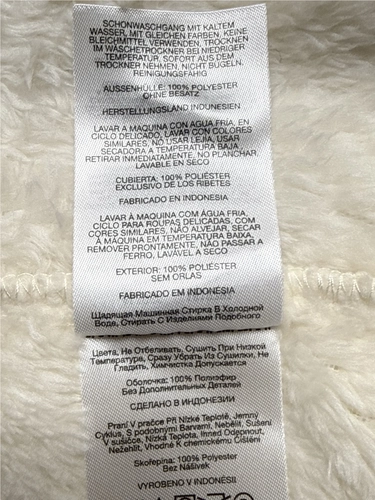 SCHONWASCHGANG MIT KALTEM
WASSER, MIT GLEICHEN FARBEN, KEINE
BLEICHMITTEL VERWENDEN, TROCKNEN
IM WÄSCHETROCKNER BEI NIEDRIGER
TEMPERATUR, SOFORT AUS DEM
TROCKNER NEHMEN, NICHT BÜGELN,
REINIGUNGSFÄHIG
AUSSENHÜLLE: 100% POLYESTER
OHNE BESATZ
HERSTELLUNGSLAND INDONESIEN
LAVAR A MAQUINA CON AGUA FRIA, EN
CICLO DELICADO, LAVAR CON COLORES
SIMILARES, NO USAR LEJIA, USAR
SECADORA A TEMPERATURA BAJA
RETIRAR INMEDIATAMENTE, NO PLANCHAR,
LAVABLE EN SECO
CUBIERTA: 100% POLIÉSTER
EXCLUSIVO DE LOS RIBETES
FABRICADO EN INDONESIA
LAVAR À MÁQUINA COM ÁGUA FRIA,
CICLO PARA ROUPAS DELICADAS, COM
CORES SIMILARES, NÃO ALVEJAR, SECAR
À MÁQUINA EM TEMPERATURA BAIXA,
REMOVER PRONTAMENTE, NÃO PASSAR A
FERRO, LAVÁVEL A SECO
EXTERIOR: 100% POLIÉSTER
SEM ORLAS
FABRICADO EM INDONÉSIA
Щадящая Машинная Стирка В Холодной
Воде, Стирать С Изделиями Подобного
Цвета, Не Отбеливать, Сушить При Низкой
Температуре, Сразу Убрать Из Сушилки, Не
Гладить, Химчистка Допускается
Оболочка: 100% Полиэфир
Без Дополнительных Деталей
СДЕЛАНО В ИНДОНЕЗИИ
Praní V pračce Při Nízké Teplotě, Jemný
Cyklus, S podobnými Barvami, Nebělit, Sušení
V sušičce, Nízká Teplota, Ihned Odejmout,
Nežehlit, Vhodné K chemickému Čištění
Skořepina: 100% Polyester
Bez Nášivek
VYROBENO V INDONÉSII